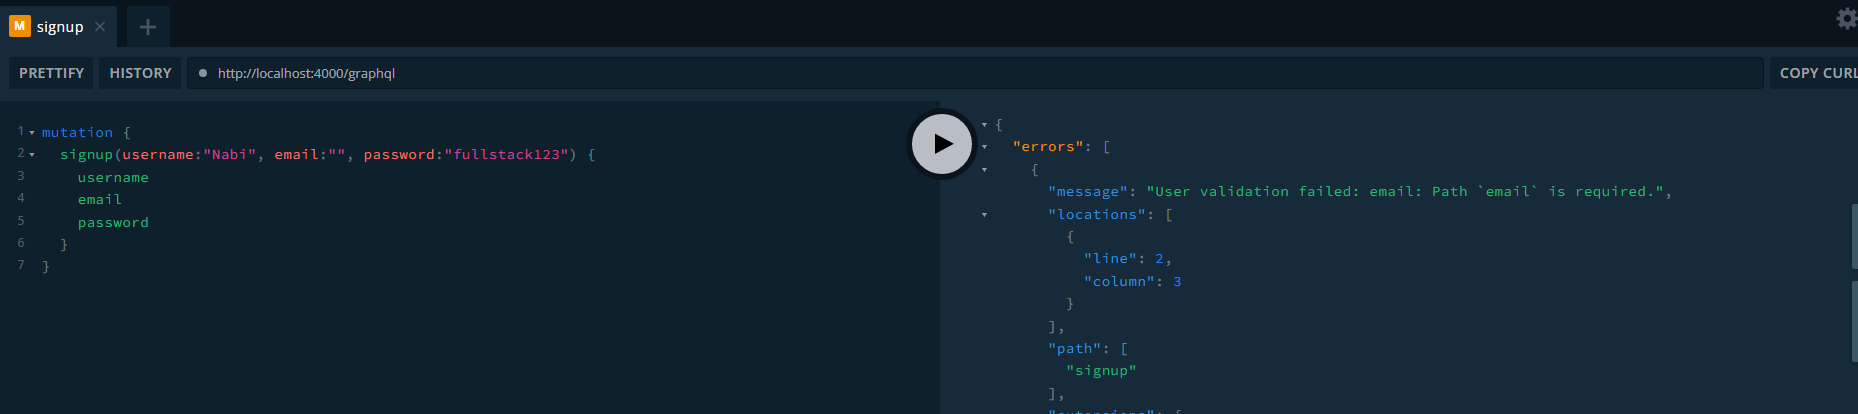 M signup
PRETTIFY HISTORY http://localhost:4000/graphql COPY CURL
1 mutation {
2 signup(username:"Nabi", email:"", password:"fullstack123") {
3 username
4 email
5 password
6 }
7 }
{
"errors": [
{
"message": "User validation failed: email: Path `email` is required.",
"locations": [
{
"line": 2,
"column": 3
}
],
"path": [
"signup"
],
"extensions": {